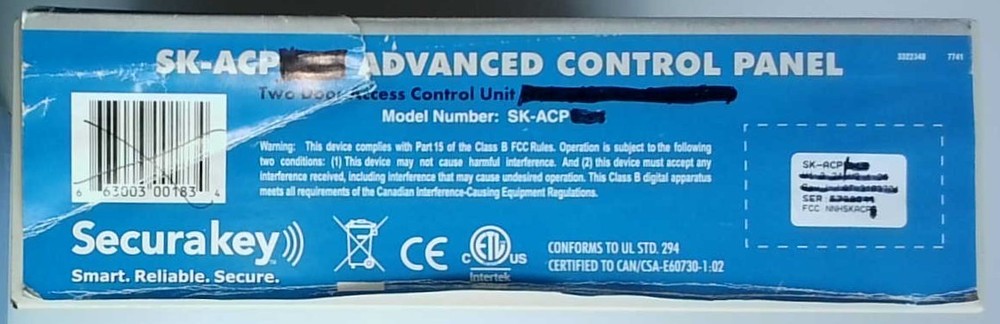 SK-ACP ADVANCED CONTROL PANEL
3322348 7741
Two Door Access Control Unit
Model Number: SK-ACP
Warning: This device complies with Part 15 of the Class B FCC Rules. Operation is subject to the following
two conditions: (1) This device may not cause harmful interference. And (2) this device must accept any
interference received, including interference that may cause undesired operation. This Class B digital apparatus
meets all requirements of the Canadian Interference-Causing Equipment Regulations.
6 63003 00183 4
SK-ACP
SER
FCC NNHSKACP
Securakey
Smart. Reliable. Secure.
CE
c ETL us
Intertek
CONFORMS TO UL STD. 294
CERTIFIED TO CAN/CSA-E60730-1:02